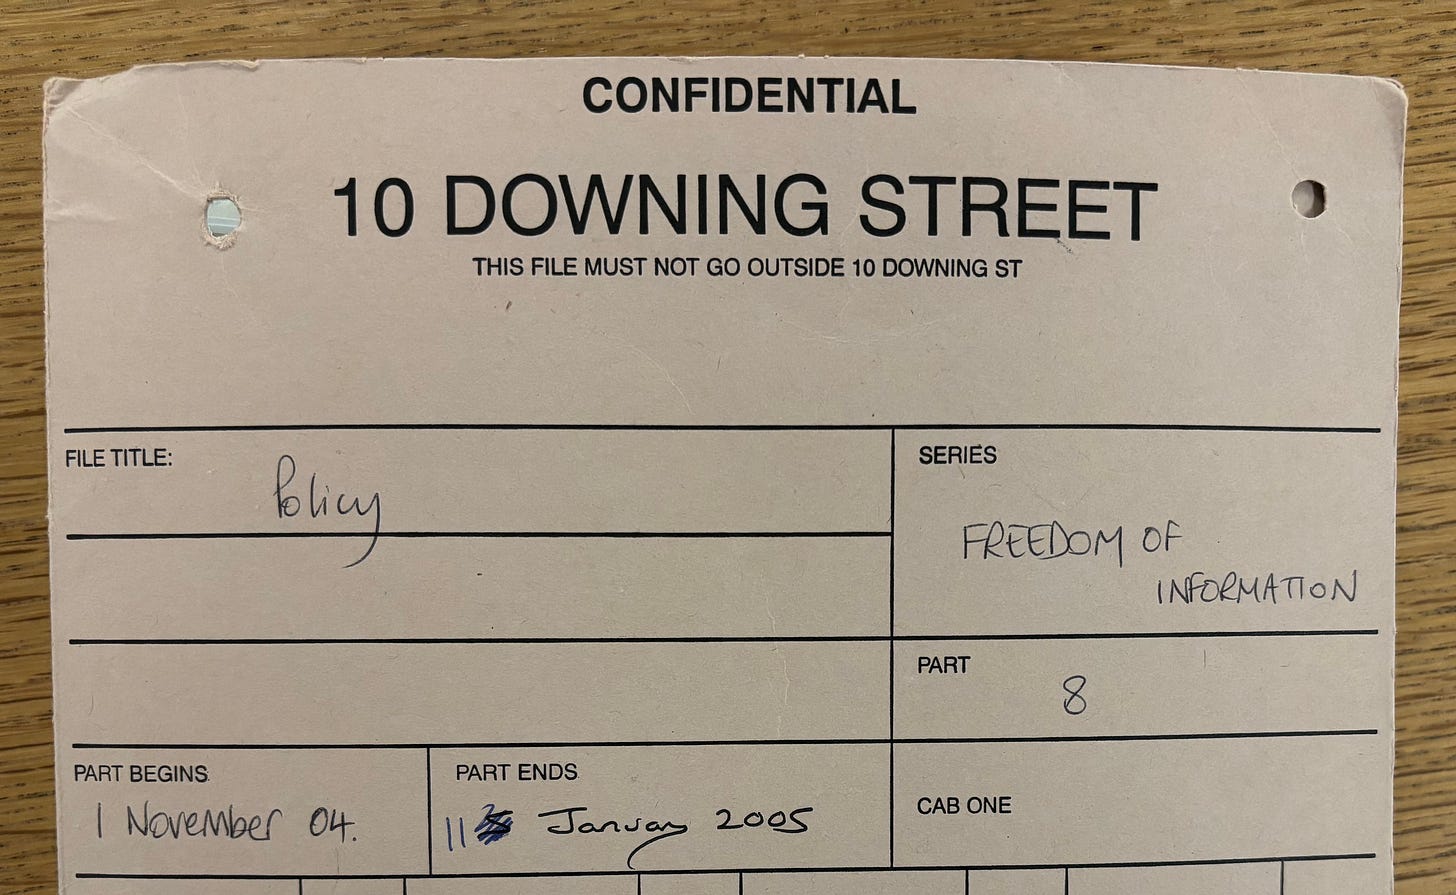 CONFIDENTIAL
10 DOWNING STREET
THIS FILE MUST NOT GO OUTSIDE 10 DOWNING ST
FILE TITLE:
Policy
SERIES
FREEDOM OF
INFORMATION
PART
8
PART BEGINS
1 November 04.
PART ENDS
11 January 2005
CAB ONE